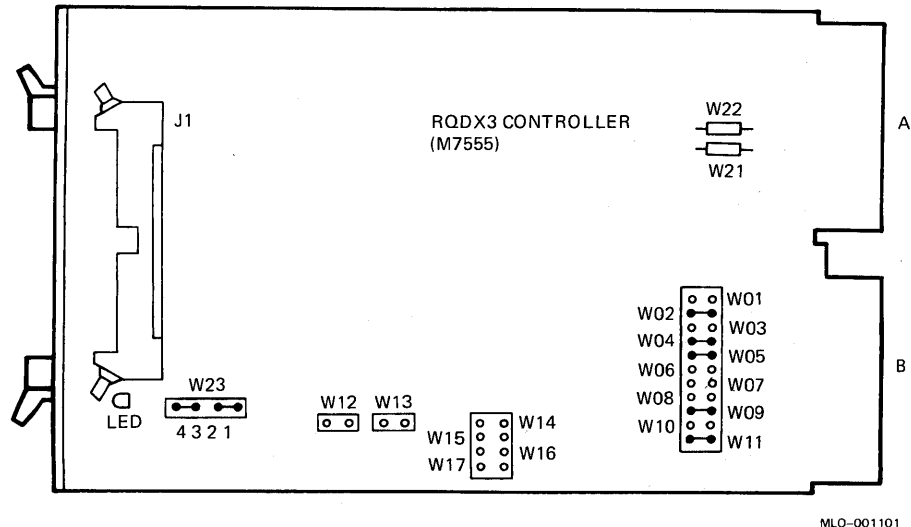 J1
RQDX3 CONTROLLER
(M7555)
W22
W21
A
W01
W02
W03
W04
W05
W06
W07
W08
W09
W10
W11
B
W23
4 3 2 1
LED
W12
W13
W14
W15
W16
W17
MLO-001101